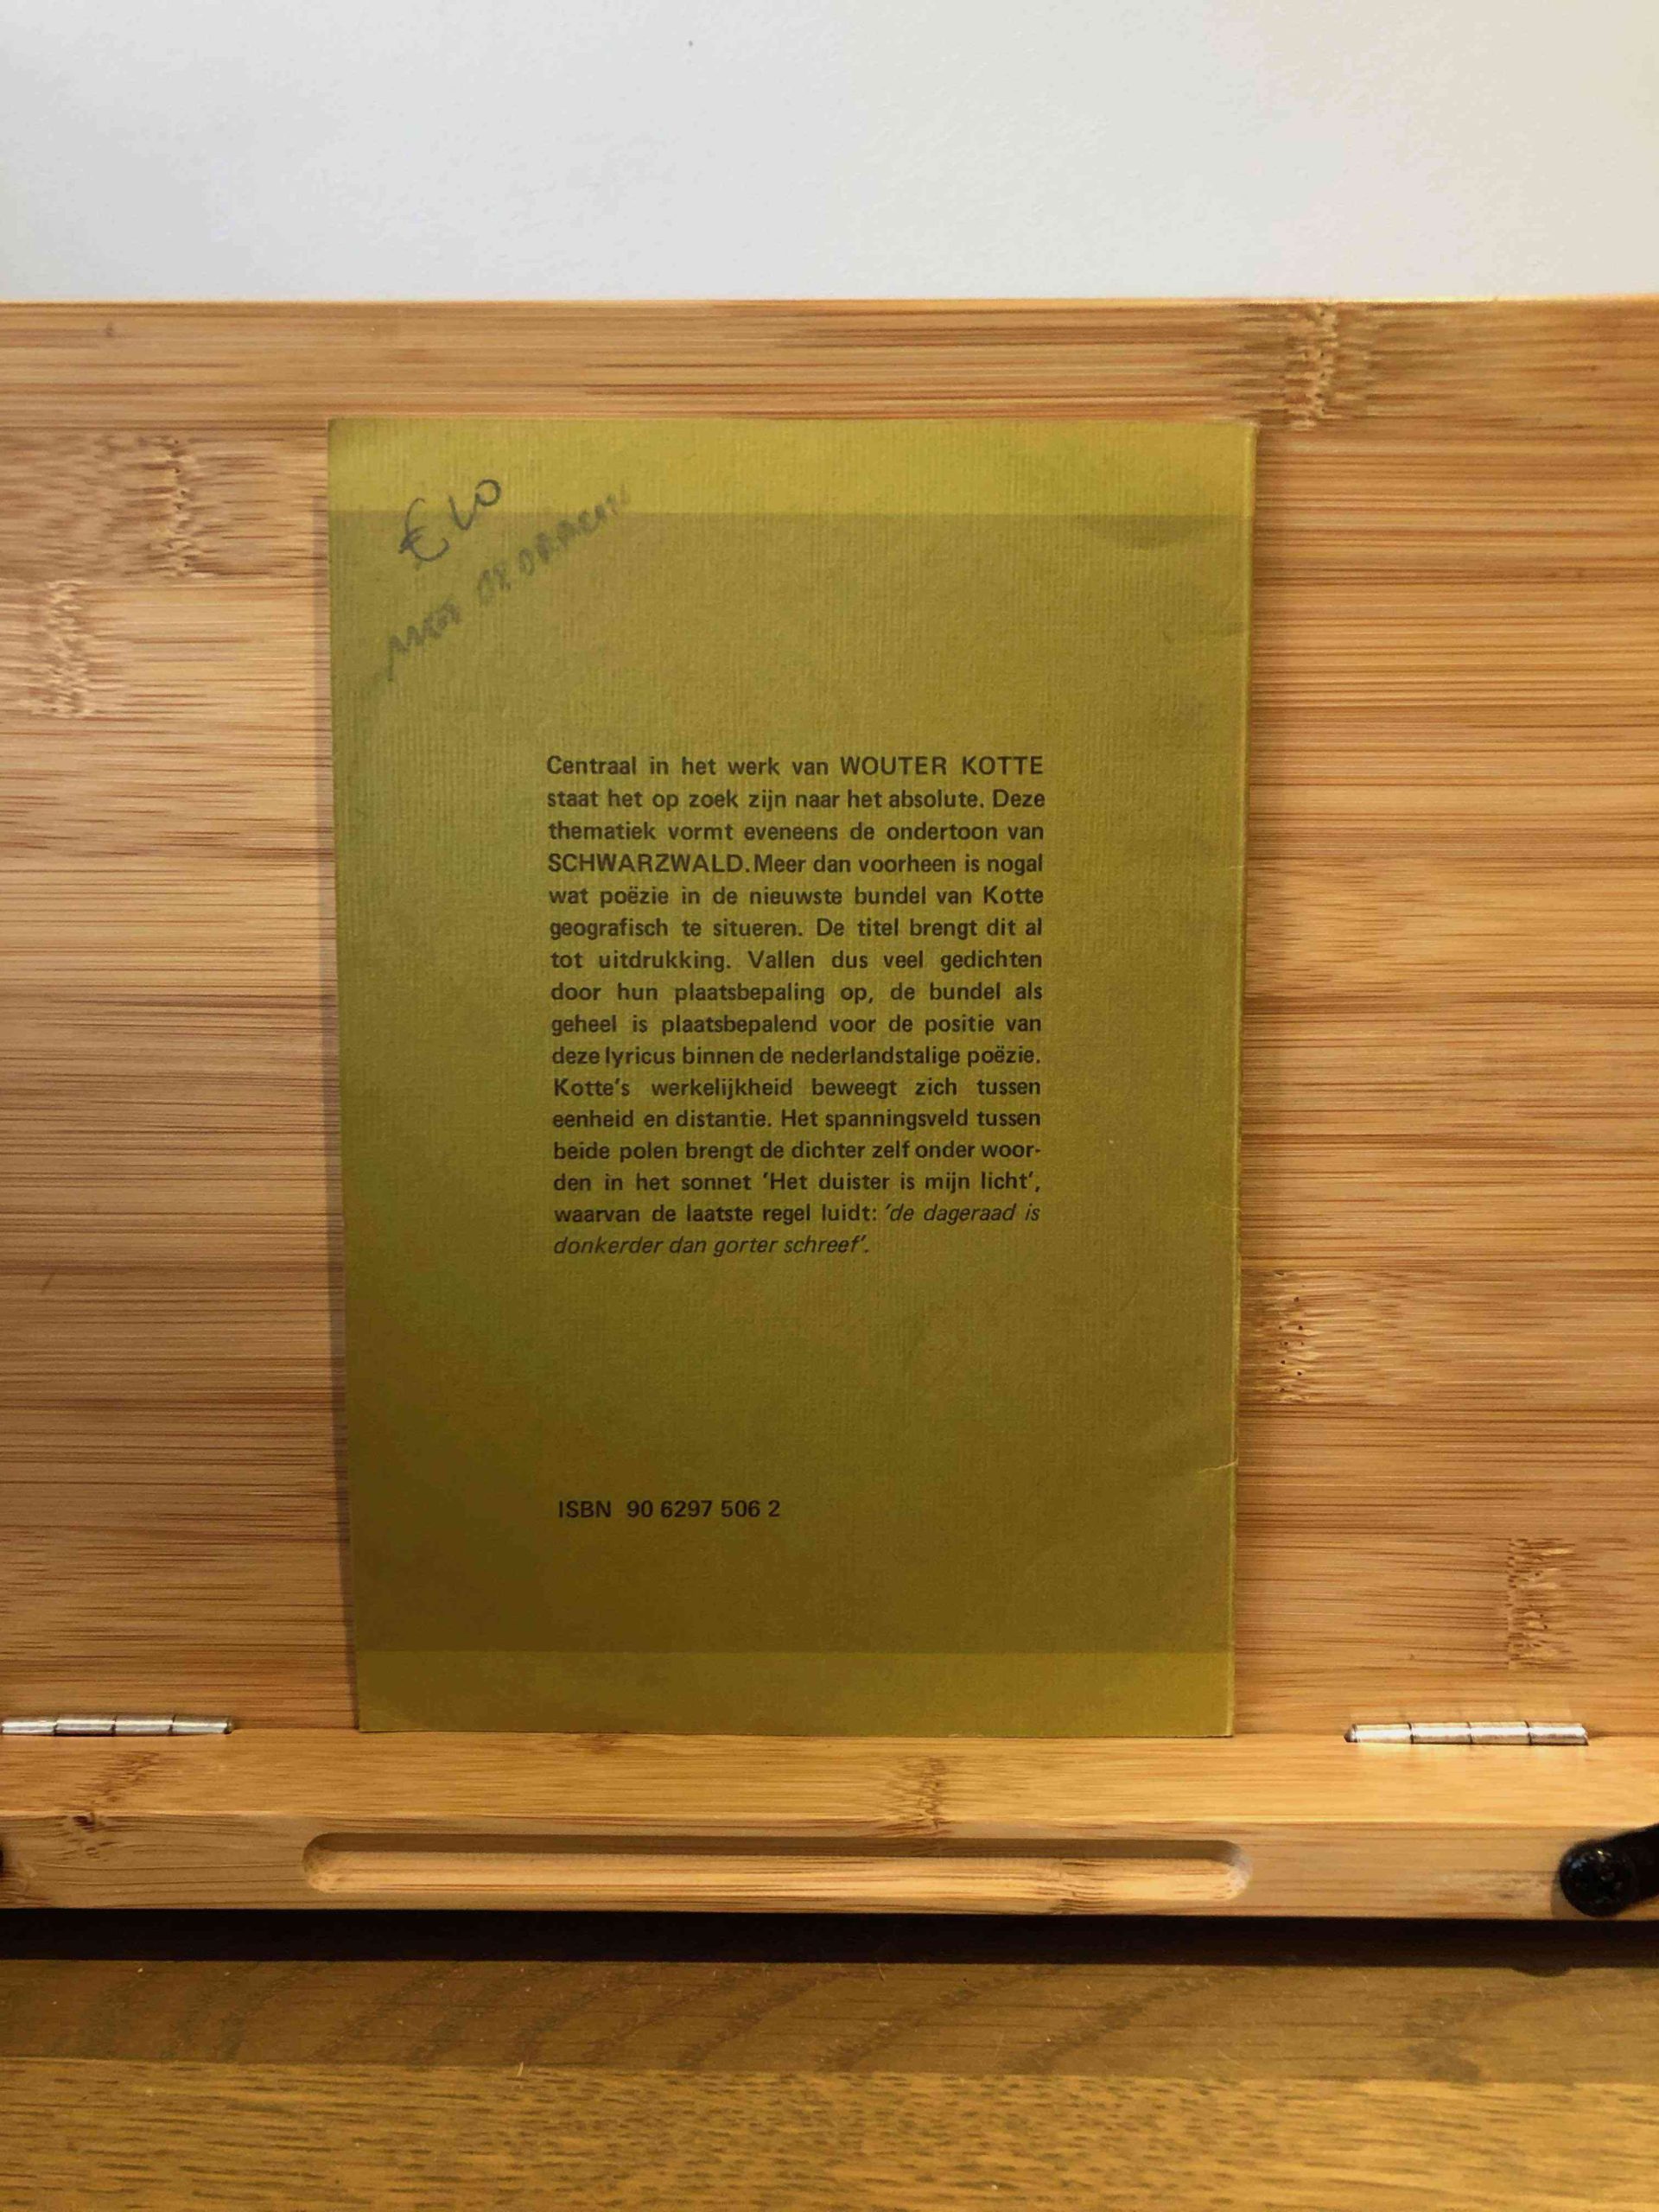 €10
MET OPDRACHT
Centraal in het werk van WOUTER KOTTE
staat het op zoek zijn naar het absolute. Deze
thematiek vormt eveneens de ondertoon van
SCHWARZWALD. Meer dan voorheen is nogal
wat poëzie in de nieuwste bundel van Kotte
geografisch te situeren. De titel brengt dit al
tot uitdrukking. Vallen dus veel gedichten
door hun plaatsbepaling op, de bundel als
geheel is plaatsbepalend voor de positie van
deze lyricus binnen de nederlandstalige poëzie.
Kotte's werkelijkheid beweegt zich tussen
eenheid en distantie. Het spanningsveld tussen
beide polen brengt de dichter zelf onder woor-
den in het sonnet 'Het duister is mijn licht',
waarvan de laatste regel luidt: 'de dageraad is
donkerder dan gorter schreef'.
ISBN 90 6297 506 2